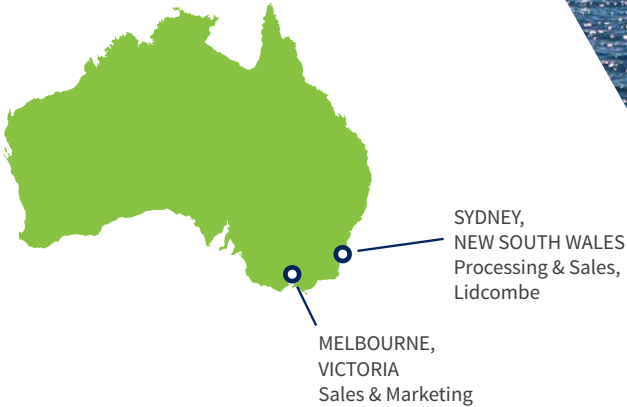 SYDNEY,
NEW SOUTH WALES
Processing & Sales,
Lidcombe
MELBOURNE,
VICTORIA
Sales & Marketing